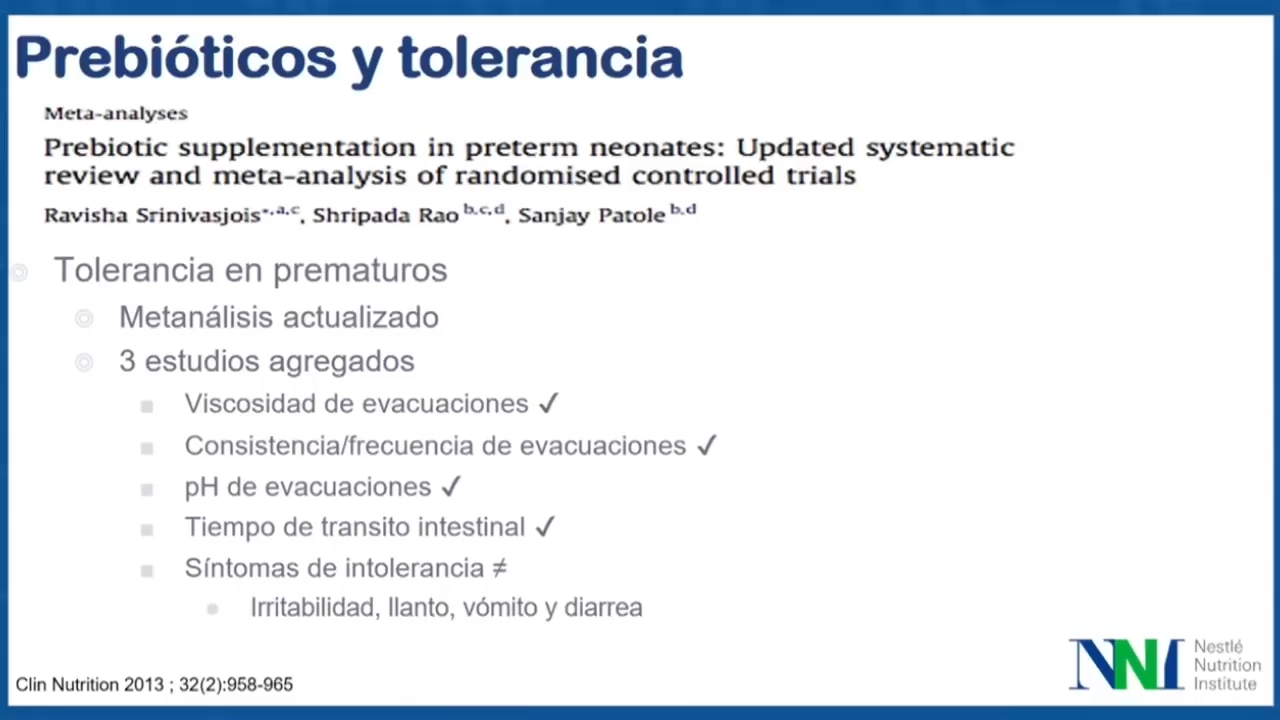 Prebióticos y tolerancia
Meta-analyses
Prebiotic supplementation in preterm neonates: Updated systematic
review and meta-analysis of randomised controlled trials
Ravisha Srinivasjois*,a,c, Shripada Rao b,c,d, Sanjay Patole b,d
Tolerancia en prematuros
Metanálisis actualizado
3 estudios agregados
Viscosidad de evacuaciones ✓
Consistencia/frecuencia de evacuaciones ✓
pH de evacuaciones ✓
Tiempo de transito intestinal ✓
Síntomas de intolerancia ≠
Irritabilidad, llanto, vómito y diarrea
NNI
Nestlé
Nutrition
Institute
Clin Nutrition 2013 ; 32(2):958-965